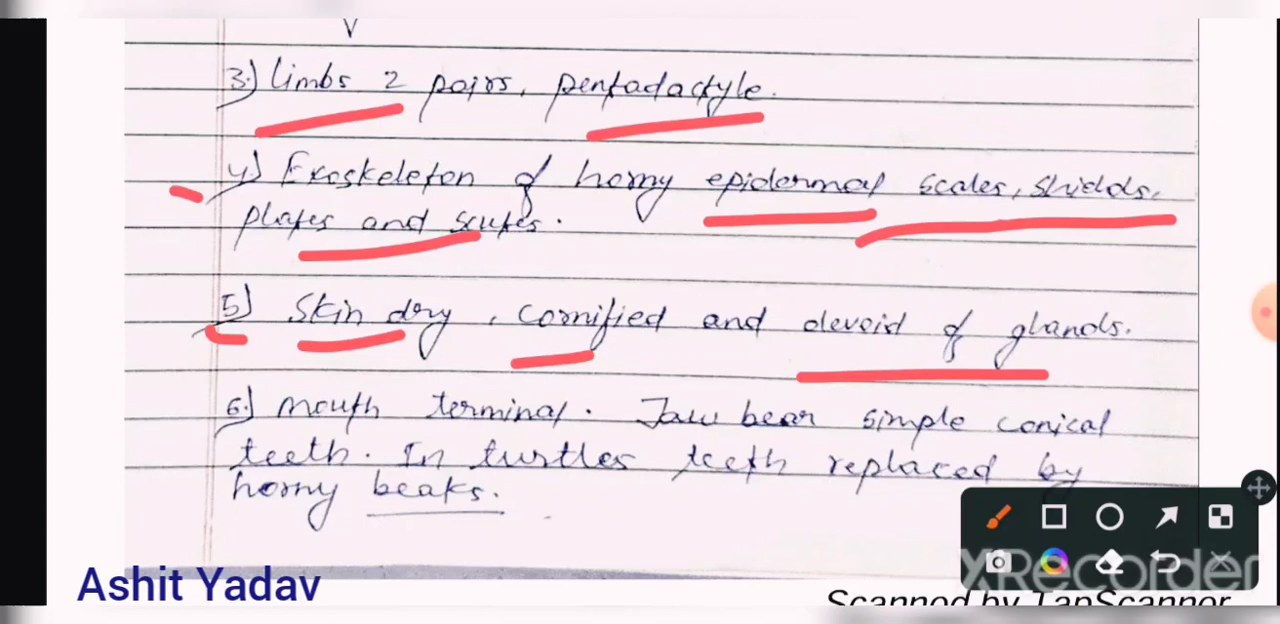 3.) Limbs 2 pairs, pentadactyle.
4) Exoskeleton of horny epidermal scales, shields,
plates and scutes.
5) Skin dry, cornified and devoid of glands.
6.) Mouth terminal. Jaw bear simple conical
teeth. In turtles teeth replaced by
horny beaks.
Ashit Yadav
XRecorder
Scanned by TapScanner